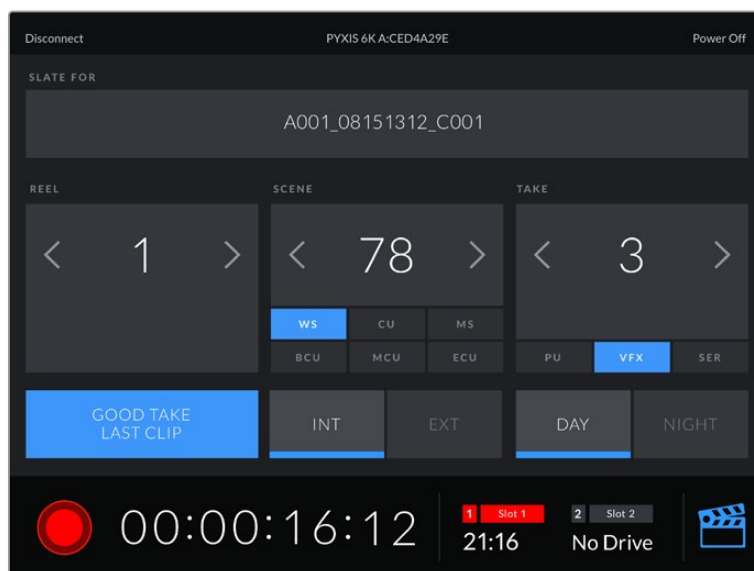 Disconnect PYXIS 6K A:CED4A29E Power Off
SLATE FOR
A001_08151312_C001
REEL SCENE TAKE
1 78 3
WS CU MS
BCU MCU ECU PU VFX SER
GOOD TAKE
LAST CLIP
INT EXT DAY NIGHT
00:00:16:12
1 Slot 1 2 Slot 2
21:16 No Drive